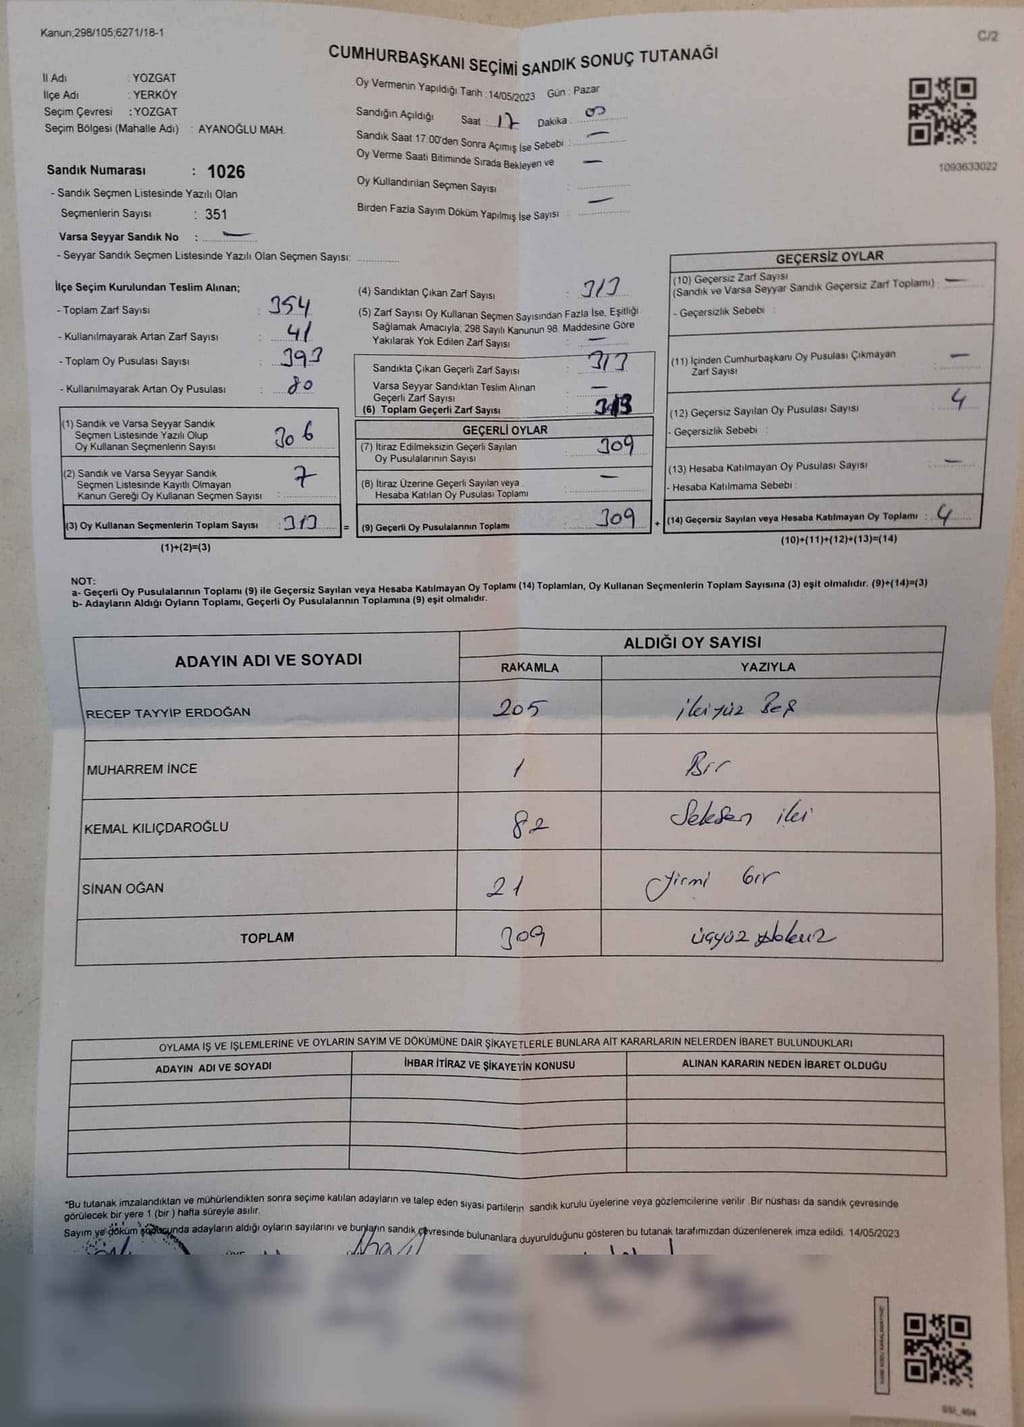 Kanun;298/105;6271/18-1
C/2
CUMHURBAŞKANI SEÇİMİ SANDIK SONUÇ TUTANAĞI
İl Adı : YOZGAT
İlçe Adı : YERKÖY
Seçim Çevresi : YOZGAT
Seçim Bölgesi (Mahalle Adı) : AYANOĞLU MAH.
Sandık Numarası : 1026
- Sandık Seçmen Listesinde Yazılı Olan
Seçmenlerin Sayısı : 351
Varsa Seyyar Sandık No : —
- Seyyar Sandık Seçmen Listesinde Yazılı Olan Seçmen Sayısı:
Oy Vermenin Yapıldığı Tarih : 14/05/2023 Gün : Pazar
Sandığın Açıldığı Saat : 17 Dakika : 00
Sandık Saat 17:00'den Sonra Açımış İse Sebebi : —
Oy Verme Saati Bitiminde Sırada Bekleyen ve —
Oy Kullandırılan Seçmen Sayısı :
Birden Fazla Sayım Döküm Yapılmış İse Sayısı : —
1093633022
İlçe Seçim Kurulundan Teslim Alınan;
- Toplam Zarf Sayısı : 354
- Kullanılmayarak Artan Zarf Sayısı : 41
- Toplam Oy Pusulası Sayısı : 393
- Kullanılmayarak Artan Oy Pusulası : 80
(1) Sandık ve Varsa Seyyar Sandık
Seçmen Listesinde Yazılı Olup
Oy Kullanan Seçmenlerin Sayısı : 306
(2) Sandık ve Varsa Seyyar Sandık
Seçmen Listesinde Kayıtlı Olmayan
Kanun Gereği Oy Kullanan Seçmen Sayısı : 7
(3) Oy Kullanan Seçmenlerin Toplam Sayısı : 313 =
(1)+(2)=(3)
(4) Sandıktan Çıkan Zarf Sayısı : 313
(5) Zarf Sayısı Oy Kullanan Seçmen Sayısından Fazla İse, Eşitliği
Sağlamak Amacıyla; 298 Sayılı Kanunun 98. Maddesine Göre
Yakılarak Yok Edilen Zarf Sayısı : —
Sandıkta Çıkan Geçerli Zarf Sayısı : 313
Varsa Seyyar Sandıktan Teslim Alınan
Geçerli Zarf Sayısı : —
(6) Toplam Geçerli Zarf Sayısı : 313
GEÇERLİ OYLAR
(7) İtiraz Edilmeksizin Geçerli Sayılan
Oy Pusulalarının Sayısı : 309
(8) İtiraz Üzerine Geçerli Sayılan veya
Hesaba Katılan Oy Pusulası Toplamı : —
(9) Geçerli Oy Pusulalarının Toplamı : 309 +
GEÇERSİZ OYLAR
(10) Geçersiz Zarf Sayısı
(Sandık ve Varsa Seyyar Sandık Geçersiz Zarf Toplamı) : —
- Geçersizlik Sebebi :
(11) İçinden Cumhurbaşkanı Oy Pusulası Çıkmayan
Zarf Sayısı : —
(12) Geçersiz Sayılan Oy Pusulası Sayısı : 4
- Geçersizlik Sebebi :
(13) Hesaba Katılmayan Oy Pusulası Sayısı : —
- Hesaba Katılmama Sebebi :
(14) Geçersiz Sayılan veya Hesaba Katılmayan Oy Toplamı : 4
(10)+(11)+(12)+(13)=(14)
NOT:
a- Geçerli Oy Pusulalarının Toplamı (9) ile Geçersiz Sayılan veya Hesaba Katılmayan Oy Toplamı (14) Toplamları, Oy Kullanan Seçmenlerin Toplam Sayısına (3) eşit olmalıdır. (9)+(14)=(3)
b- Adayların Aldığı Oyların Toplamı, Geçerli Oy Pusulalarının Toplamına (9) eşit olmalıdır.
ADAYIN ADI VE SOYADI
ALDIĞI OY SAYISI
RAKAMLA YAZIYLA
RECEP TAYYİP ERDOĞAN 205 ikiyüz Beş
MUHARREM İNCE 1 Bir
KEMAL KILIÇDAROĞLU 82 Seksen iki
SİNAN OĞAN 21 yirmi bir
TOPLAM 309 üçyüz dokuz
OYLAMA İŞ VE İŞLEMLERİNE VE OYLARIN SAYIM VE DÖKÜMÜNE DAİR ŞİKAYETLERLE BUNLARA AİT KARARLARIN NELERDEN İBARET BULUNDUKLARI
ADAYIN ADI VE SOYADI İHBAR İTİRAZ VE ŞİKAYETİN KONUSU ALINAN KARARIN NEDEN İBARET OLDUĞU
*Bu tutanak imzalandıktan ve mühürlendikten sonra seçime katılan adayların ve talep eden siyasi partilerin sandık kurulu üyelerine veya gözlemcilerine verilir. Bir nüshası da sandık çevresinde
görülecek bir yere 1 (bir) hafta süreyle asılır.
Sayım ve döküm sonucunda adayların aldığı oyların sayılarını ve bunların sandık çevresinde bulunanlara duyurulduğunu gösteren bu tutanak tarafımızdan düzenlenerek imza edildi. 14/05/2023